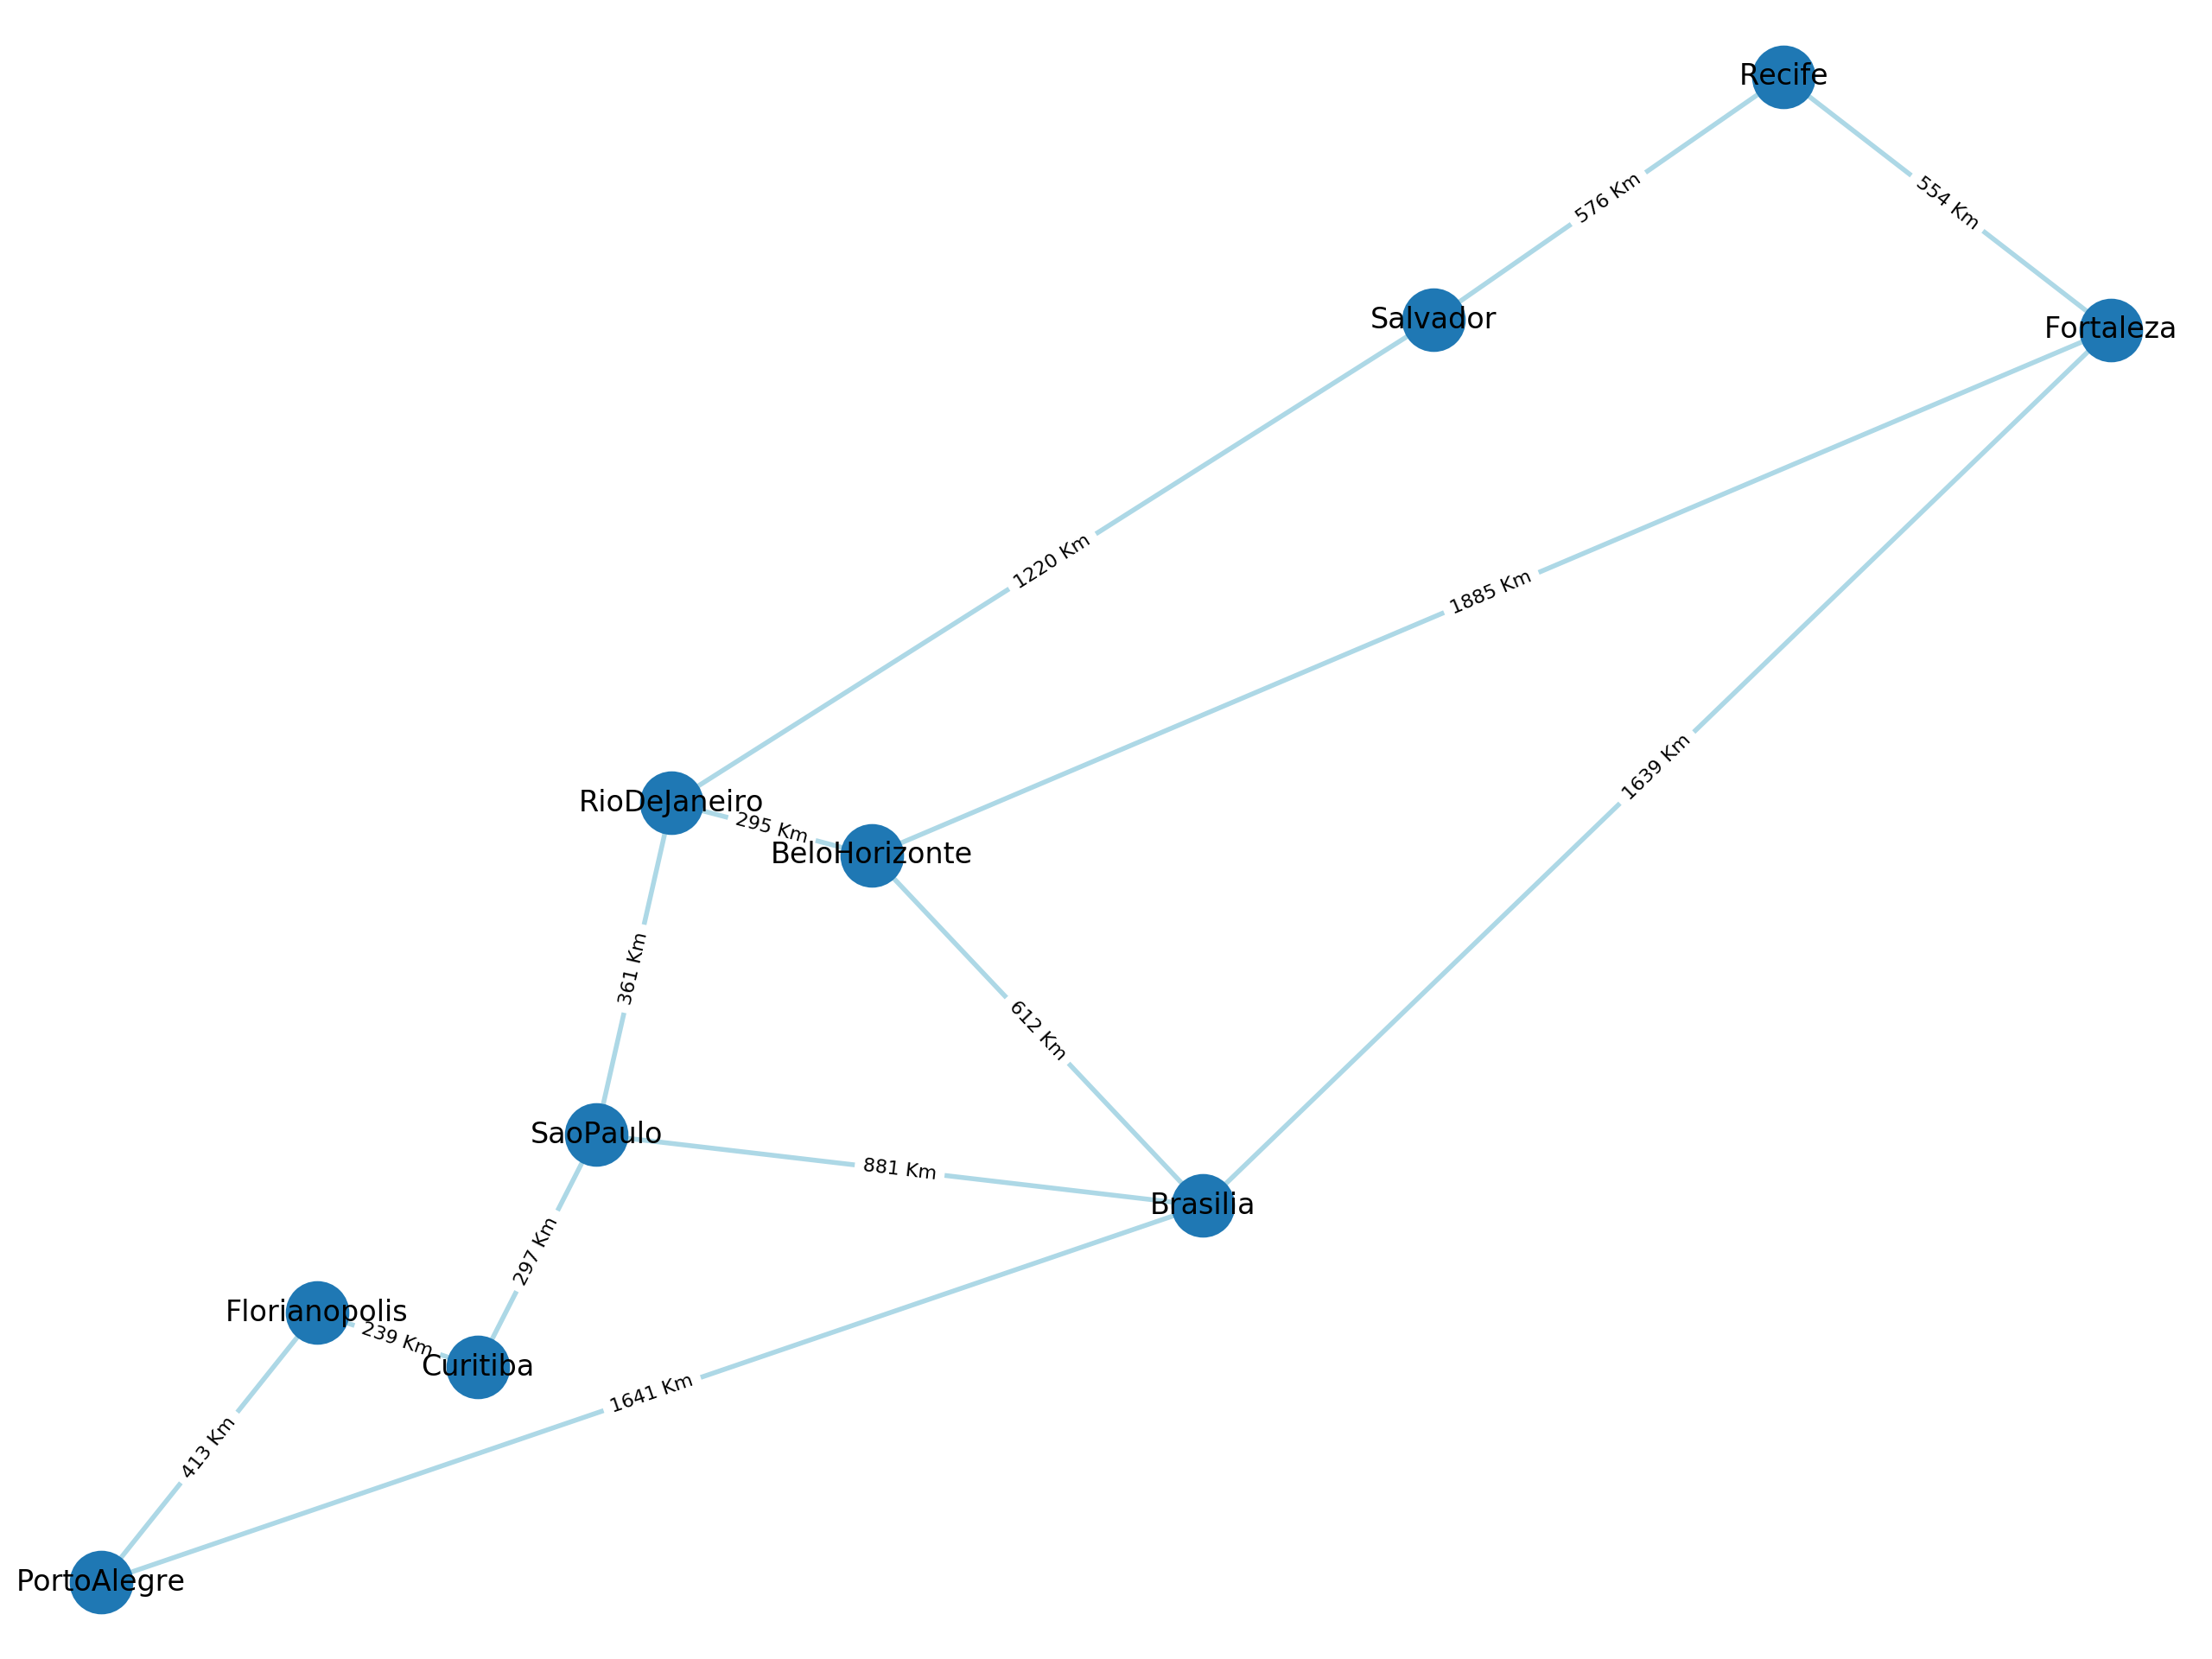 Recife
576 Km
554 Km
Salvador
Fortaleza
1220 Km
1885 Km
1639 Km
RioDeJaneiro
295 Km
BeloHorizonte
361 Km
612 Km
SaoPaulo
881 Km
Brasilia
297 Km
Florianopolis
239 Km
Curitiba
1641 Km
413 Km
PortoAlegre